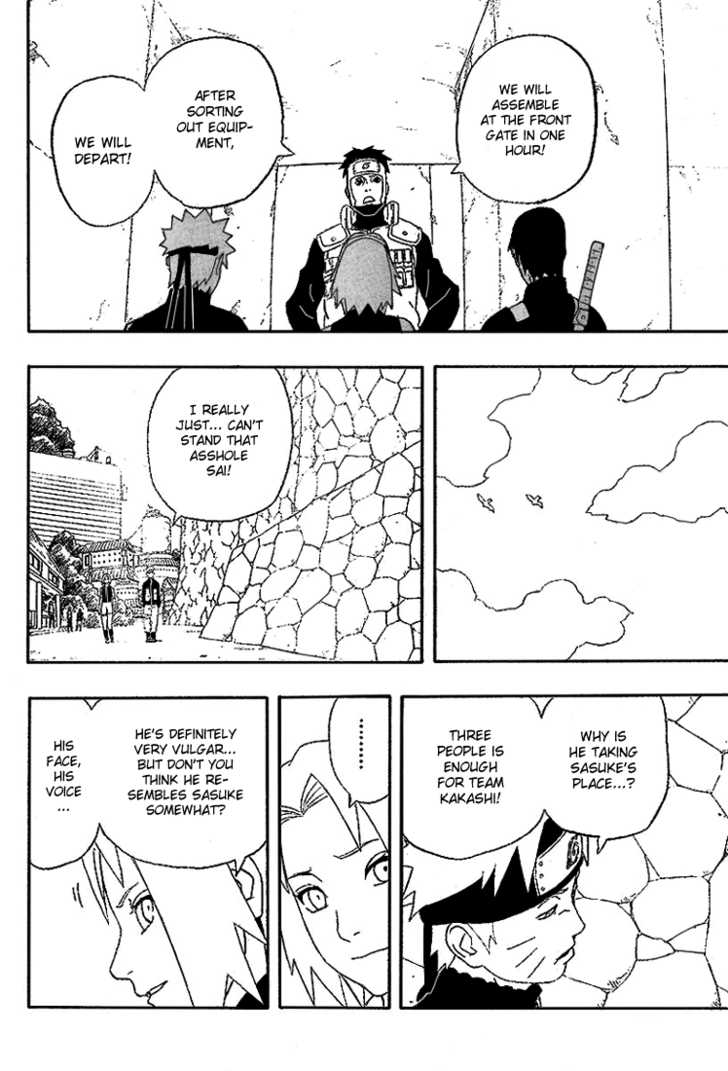 WE WILL
ASSEMBLE
AT THE FRONT
GATE IN ONE
HOUR!
AFTER
SORTING
OUT EQUIP-
MENT,
WE WILL
DEPART!
I REALLY
JUST... CAN'T
STAND THAT
ASSHOLE
SAI!
WHY IS
HE TAKING
SASUKE'S
PLACE...?
THREE
PEOPLE IS
ENOUGH
FOR TEAM
KAKASHI!
........
HE'S DEFINITELY
VERY VULGAR...
BUT DON'T YOU
THINK HE RE-
SEMBLES SASUKE
SOMEWHAT?
HIS
FACE,
HIS
VOICE
...